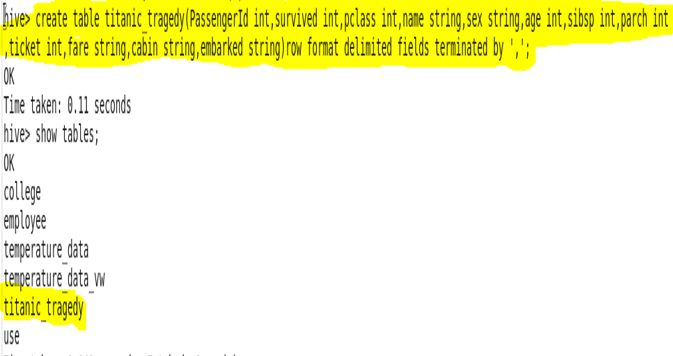 hive> create table titanic_tragedy(PassengerId int,survived int,pclass int,name string,sex string,age int,sibsp int,parch int
,ticket int,fare string,cabin string,embarked string)row format delimited fields terminated by ',';
OK
Time taken: 0.11 seconds
hive> show tables;
OK
college
employee
temperature_data
temperature_data_vw
titanic_tragedy
use